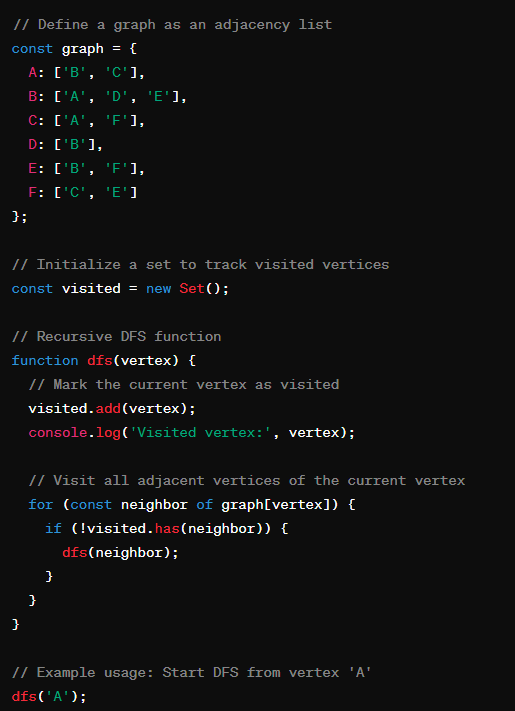 // Define a graph as an adjacency list
const graph = {
  A: ['B', 'C'],
  B: ['A', 'D', 'E'],
  C: ['A', 'F'],
  D: ['B'],
  E: ['B', 'F'],
  F: ['C', 'E']
};

// Initialize a set to track visited vertices
const visited = new Set();

// Recursive DFS function
function dfs(vertex) {
  // Mark the current vertex as visited
  visited.add(vertex);
  console.log('Visited vertex:', vertex);

  // Visit all adjacent vertices of the current vertex
  for (const neighbor of graph[vertex]) {
    if (!visited.has(neighbor)) {
      dfs(neighbor);
    }
  }
}

// Example usage: Start DFS from vertex 'A'
dfs('A');